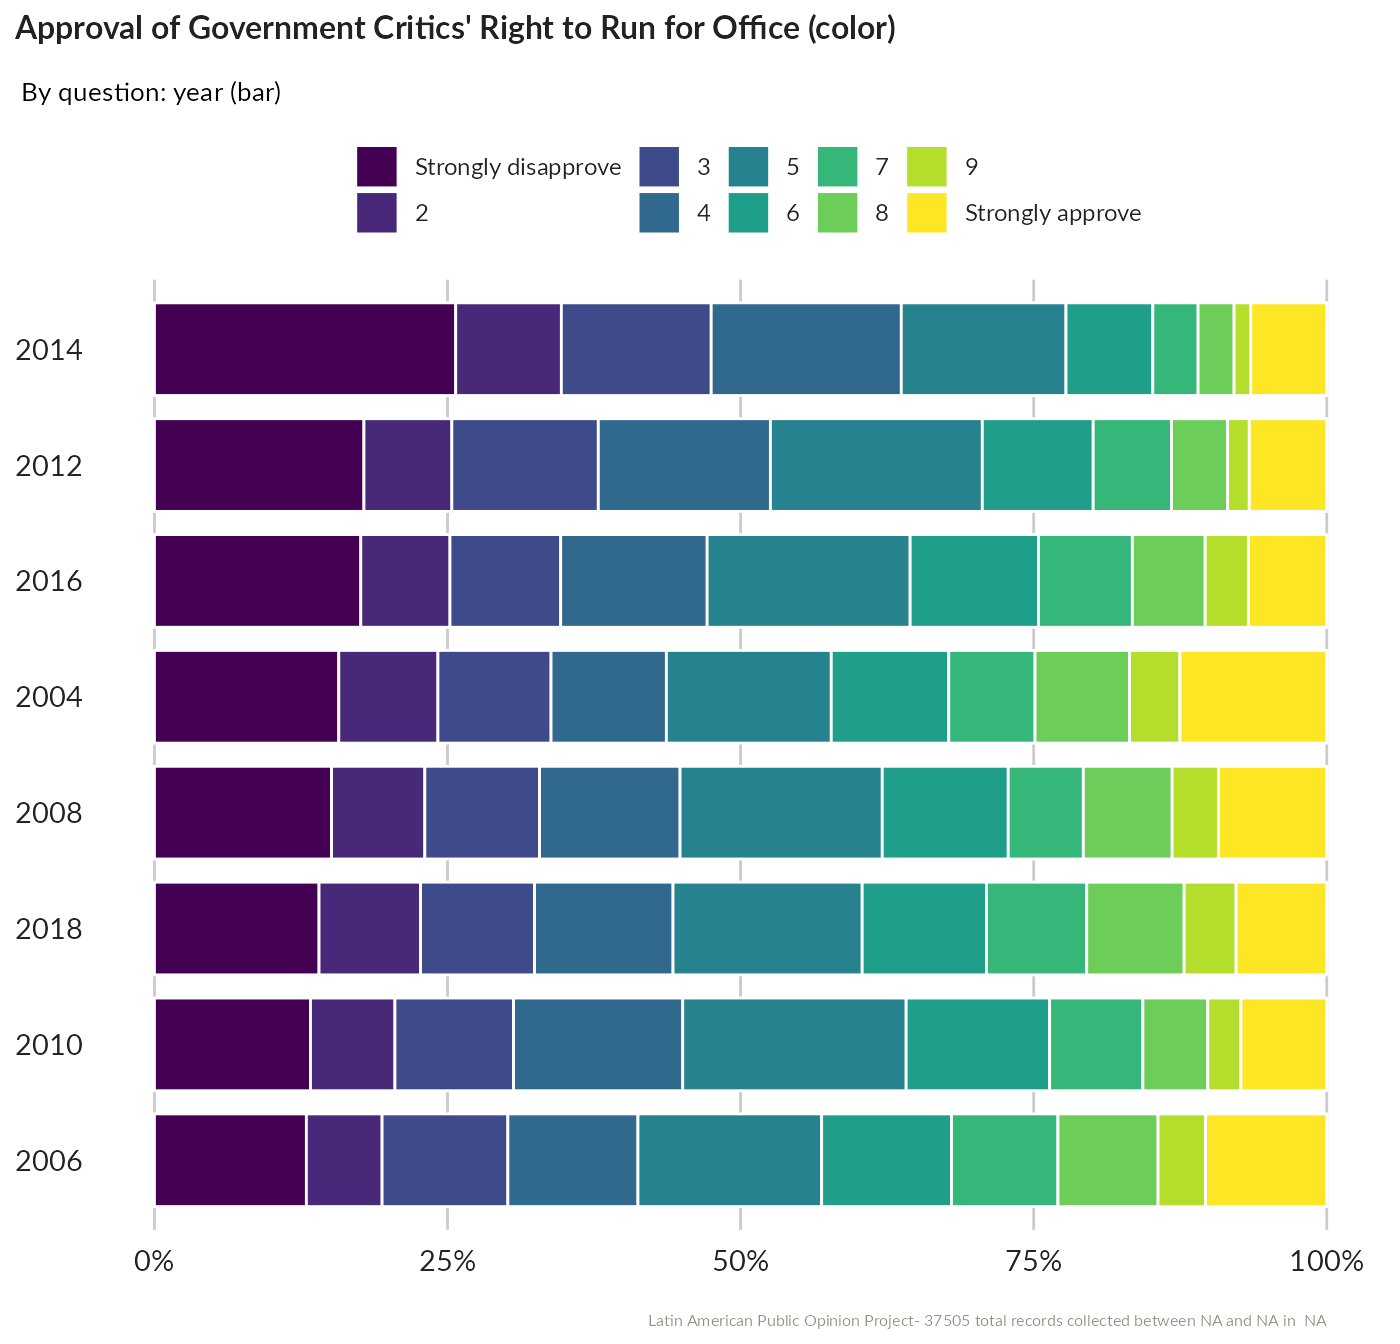 Approval of Government Critics' Right to Run for Office (color)
By question: year (bar)
Strongly disapprove 3 5 7 9
2 4 6 8 Strongly approve
2014
2012
2016
2004
2008
2018
2010
2006
0% 25% 50% 75% 100%
Latin American Public Opinion Project- 37505 total records collected between NA and NA in  NA